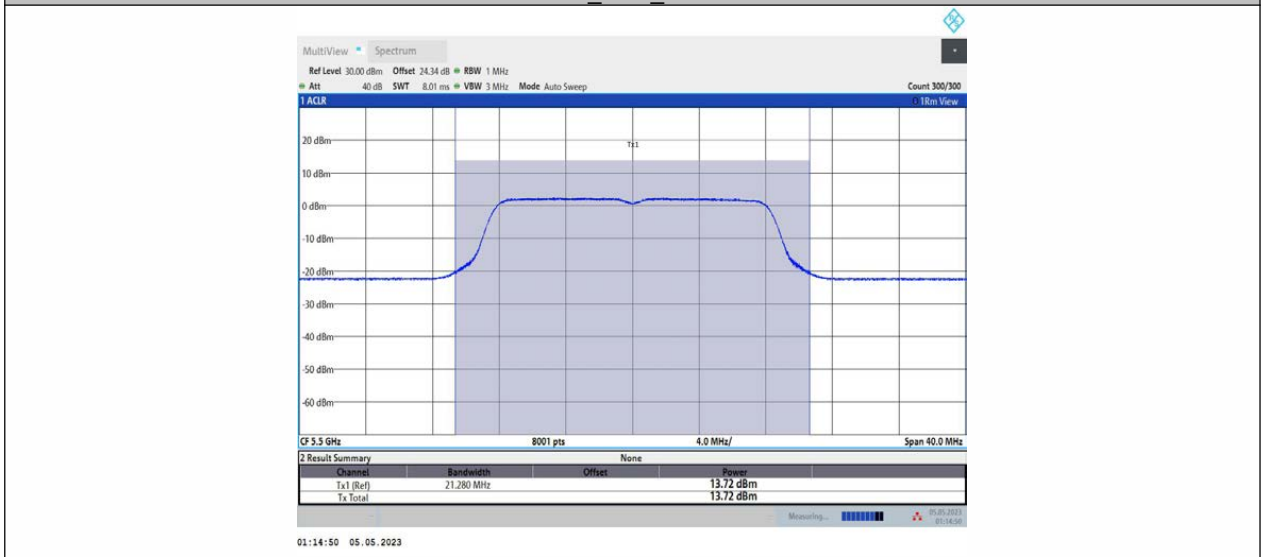 MultiView Spectrum
Ref Level 30.00 dBm Offset 24.34 dB RBW 1 MHz
Att 40 dB SWT 8.01 ms VBW 3 MHz Mode Auto Sweep Count 300/300
1 ACLR 1Rm View
20 dBm
Tx1
10 dBm
0 dBm
-10 dBm
-20 dBm
-30 dBm
-40 dBm
-50 dBm
-60 dBm
CF 5.5 GHz 8001 pts 4.0 MHz/ Span 40.0 MHz
2 Result Summary None
Channel Bandwidth Offset Power
Tx1 (Ref) 21.280 MHz 13.72 dBm
Tx Total 13.72 dBm
Measuring... 05.05.2023
01:14:50
01:14:50 05.05.2023